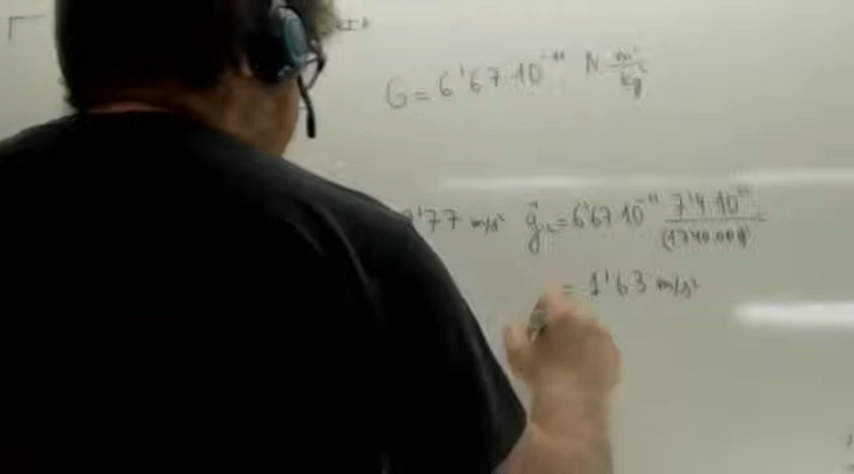 G = 6'67·10⁻¹¹ N m²/kg²
'77 m/s² g⃗L = 6'67·10⁻¹¹ 7'4·10²²/(1740.000)²
= 1'63 m/s²